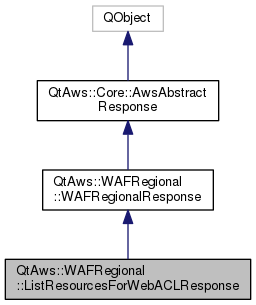 QObject
QtAws::Core::AwsAbstract
Response
QtAws::WAFRegional
::WAFRegionalResponse
QtAws::WAFRegional
::ListResourcesForWebACLResponse